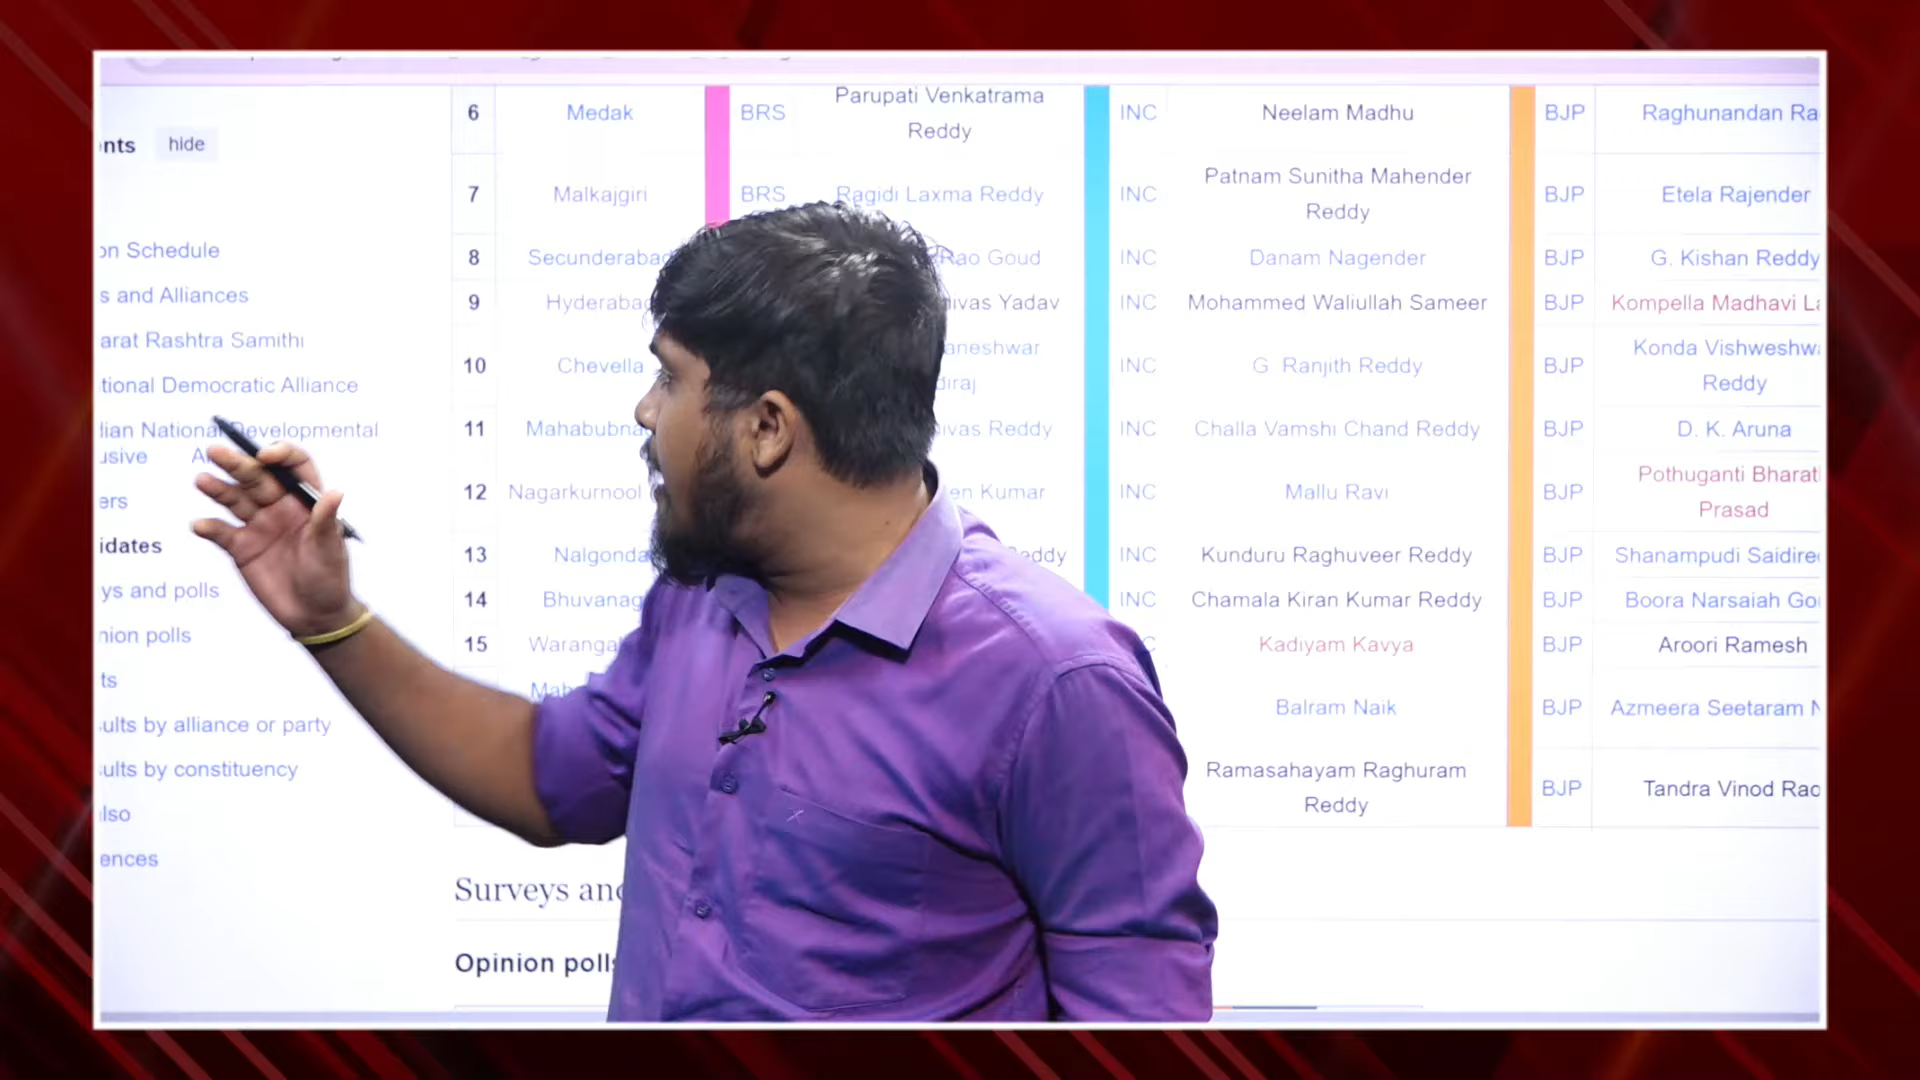 nts hide
on Schedule
s and Alliances
arat Rashtra Samithi
tional Democratic Alliance
dian National Developmental
usive
ers
idates
ys and polls
nion polls
ts
ults by alliance or party
ults by constituency
lso
ences
6 Medak BRS Parupati Venkatrama Reddy INC Neelam Madhu BJP Raghunandan Ra
7 Malkajgiri BRS Ragidi Laxma Reddy INC Patnam Sunitha Mahender Reddy BJP Etela Rajender
8 Secunderabad Rao Goud INC Danam Nagender BJP G. Kishan Reddy
9 Hyderabad ivas Yadav INC Mohammed Waliullah Sameer BJP Kompella Madhavi La
10 Chevella aneshwar diraj INC G Ranjith Reddy BJP Konda Vishweshwa Reddy
11 Mahabubna ivas Reddy INC Challa Vamshi Chand Reddy BJP D. K. Aruna
12 Nagarkurnool en Kumar INC Mallu Ravi BJP Pothuganti Bharat Prasad
13 Nalgonda eddy INC Kunduru Raghuveer Reddy BJP Shanampudi Saidire
14 Bhuvanag INC Chamala Kiran Kumar Reddy BJP Boora Narsaiah Go
15 Waranga Kadiyam Kavya BJP Aroori Ramesh
Mah Balram Naik BJP Azmeera Seetaram N
Ramasahayam Raghuram Reddy BJP Tandra Vinod Rao
Surveys and
Opinion polls